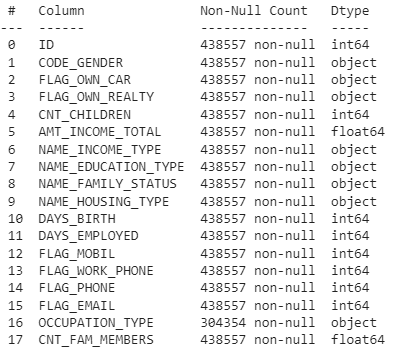 #   Column               Non-Null Count   Dtype
---  ------               --------------   -----
0   ID                   438557 non-null  int64
1   CODE_GENDER          438557 non-null  object
2   FLAG_OWN_CAR         438557 non-null  object
3   FLAG_OWN_REALTY      438557 non-null  object
4   CNT_CHILDREN         438557 non-null  int64
5   AMT_INCOME_TOTAL     438557 non-null  float64
6   NAME_INCOME_TYPE     438557 non-null  object
7   NAME_EDUCATION_TYPE  438557 non-null  object
8   NAME_FAMILY_STATUS   438557 non-null  object
9   NAME_HOUSING_TYPE    438557 non-null  object
10  DAYS_BIRTH           438557 non-null  int64
11  DAYS_EMPLOYED        438557 non-null  int64
12  FLAG_MOBIL           438557 non-null  int64
13  FLAG_WORK_PHONE      438557 non-null  int64
14  FLAG_PHONE           438557 non-null  int64
15  FLAG_EMAIL           438557 non-null  int64
16  OCCUPATION_TYPE      304354 non-null  object
17  CNT_FAM_MEMBERS      438557 non-null  float64